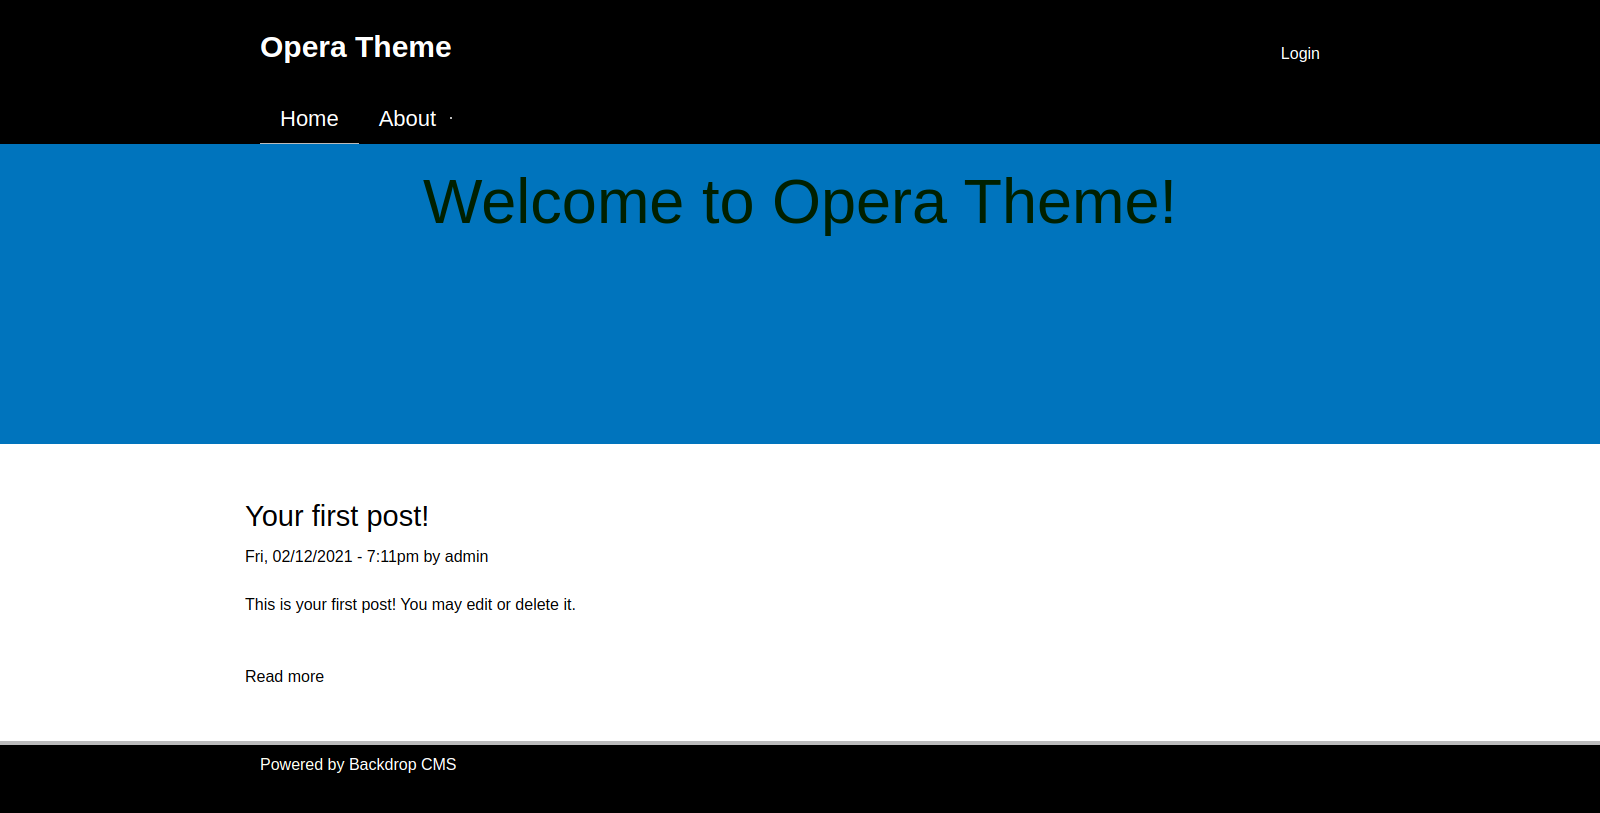 Opera Theme
Login
Home About
Welcome to Opera Theme!
Your first post!
Fri, 02/12/2021 - 7:11pm by admin
This is your first post! You may edit or delete it.
Read more
Powered by Backdrop CMS